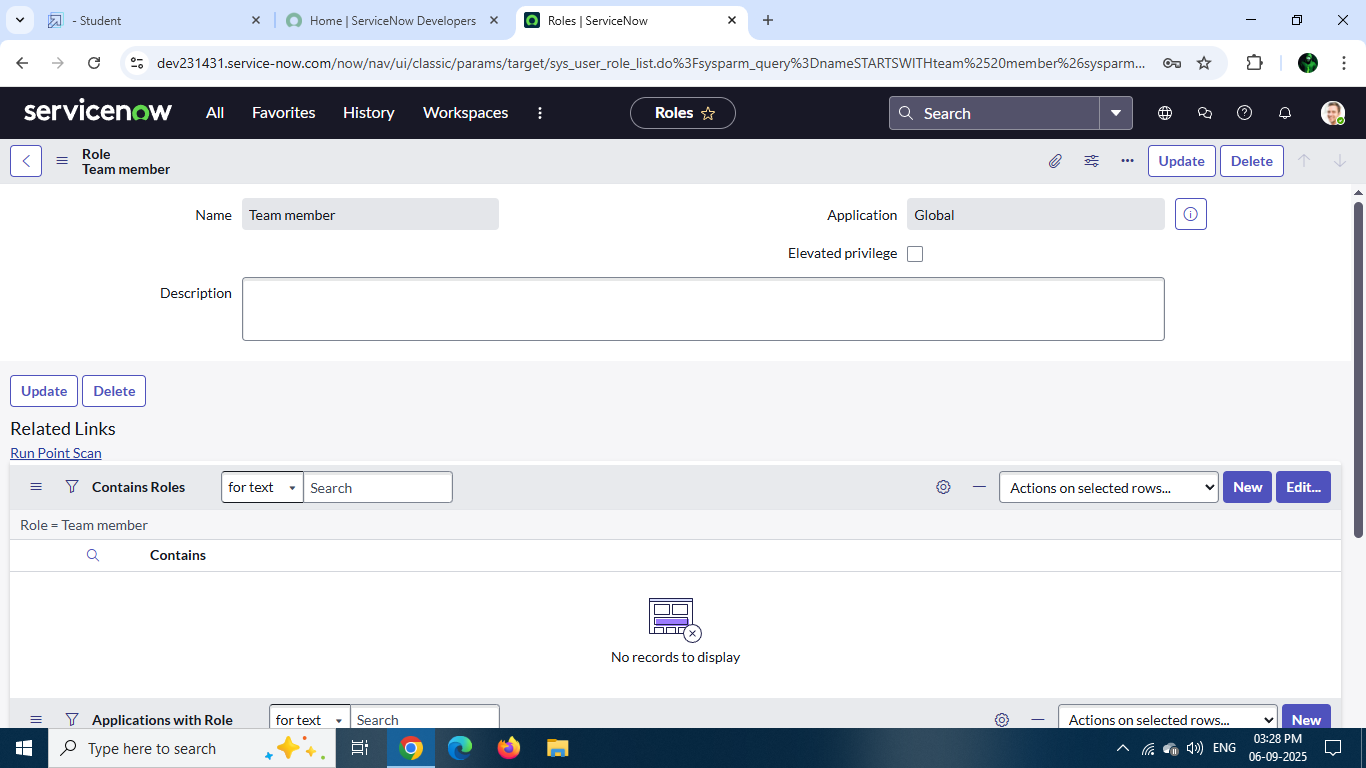 - Student
Home | ServiceNow Developers
Roles | ServiceNow
dev231431.service-now.com/now/nav/ui/classic/params/target/sys_user_role_list.do%3Fsysparm_query%3DnameSTARTSWITHteam%2520member%26sysparm...
servicenow
All
Favorites
History
Workspaces
Roles
Search
Role
Team member
Update
Delete
Name
Team member
Application
Global
Elevated privilege
Description
Update
Delete
Related Links
Run Point Scan
Contains Roles
for text
Search
Actions on selected rows...
New
Edit...
Role = Team member
Contains
No records to display
Applications with Role
for text
Search
Actions on selected rows...
New
Type here to search
ENG
03:28 PM
06-09-2025